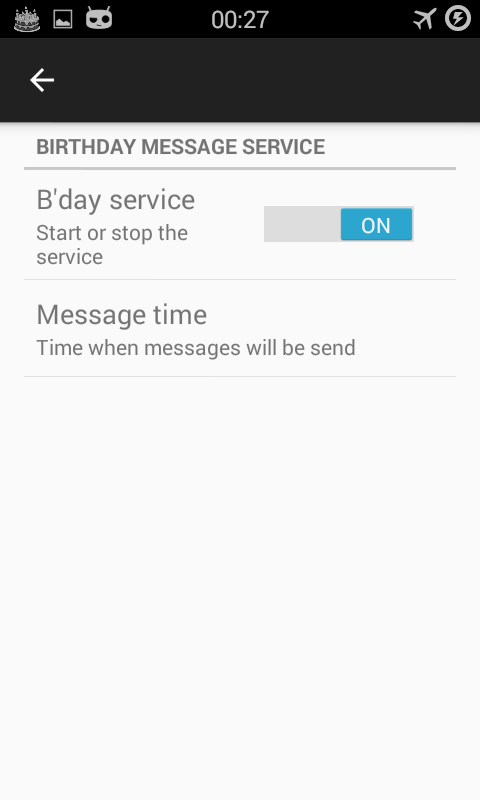 00:27
BIRTHDAY MESSAGE SERVICE
B'day service
Start or stop the
service
ON
Message time
Time when messages will be send